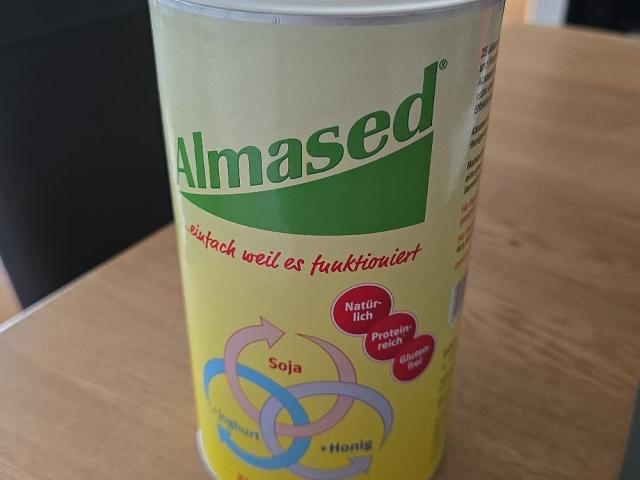 Almased®
...einfach weil es funktioniert
Natür-
lich
Protein-
reich
Gluten-
frei
Soja
+Joghurt
+Honig